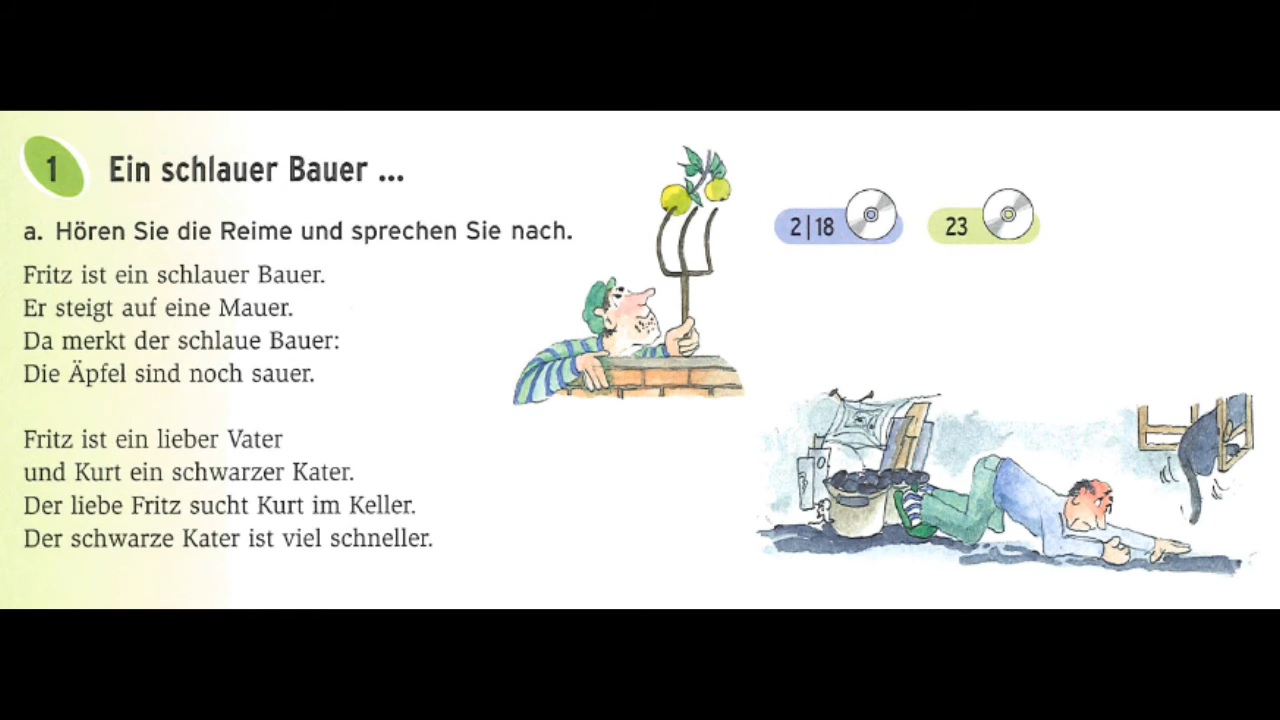 1 Ein schlauer Bauer ...
a. Hören Sie die Reime und sprechen Sie nach.
2|18
23
Fritz ist ein schlauer Bauer.
Er steigt auf eine Mauer.
Da merkt der schlaue Bauer:
Die Äpfel sind noch sauer.
Fritz ist ein lieber Vater
und Kurt ein schwarzer Kater.
Der liebe Fritz sucht Kurt im Keller.
Der schwarze Kater ist viel schneller.